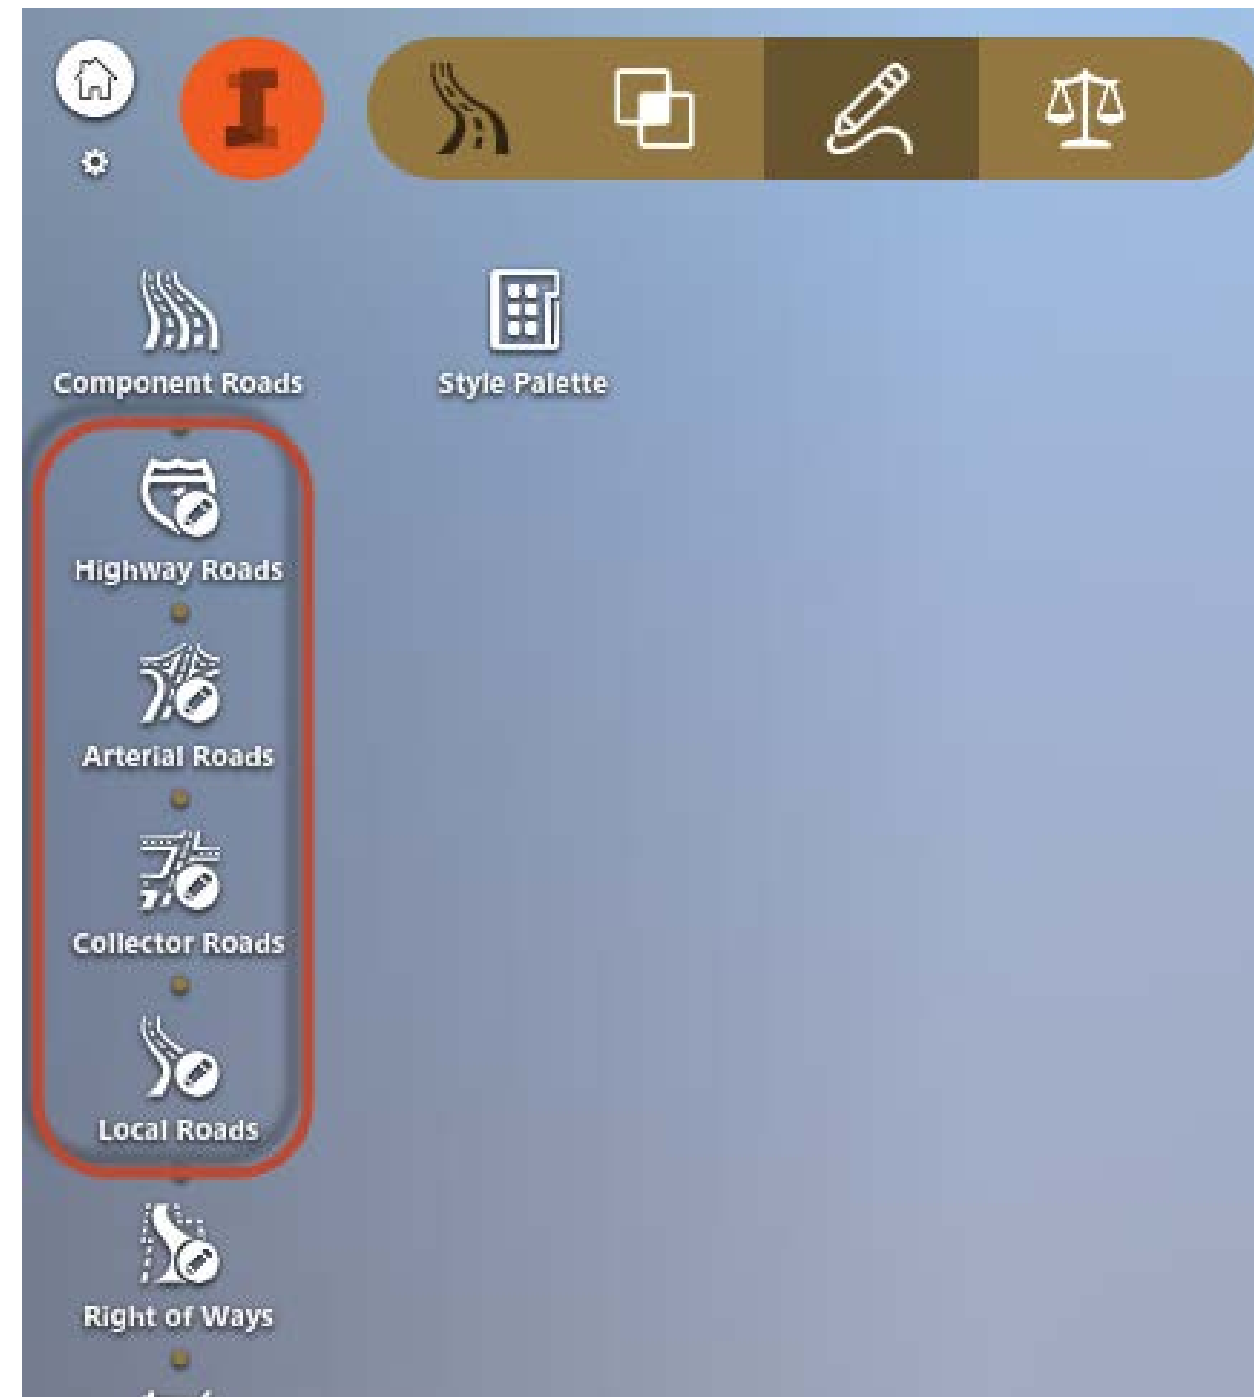 Component Roads
Style Palette
Highway Roads
Arterial Roads
Collector Roads
Local Roads
Right of Ways